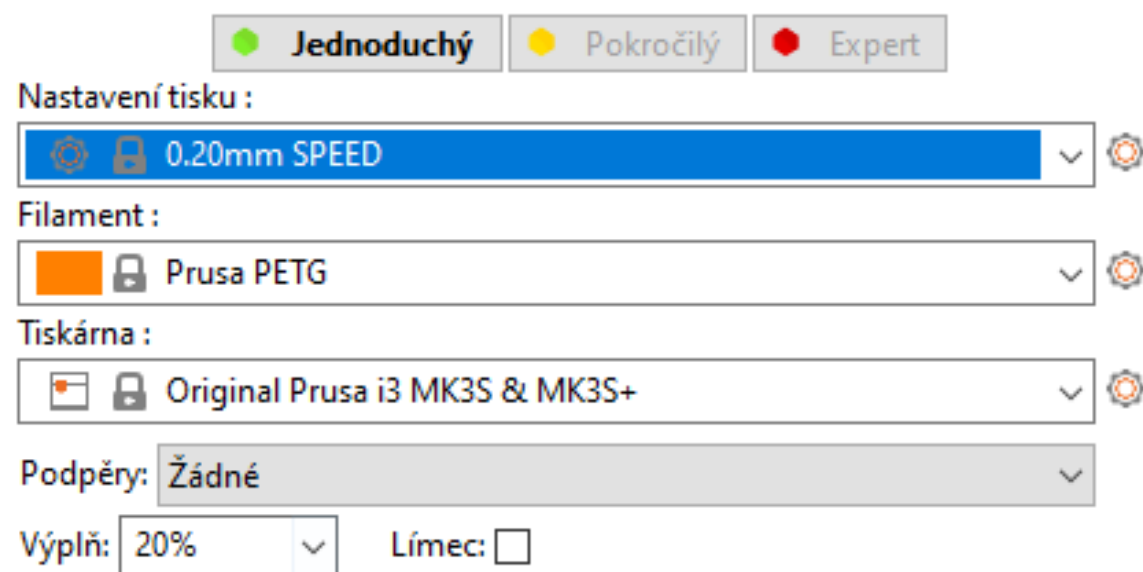 Jednoduchý Pokročilý Expert
Nastavení tisku :
0.20mm SPEED
Filament :
Prusa PETG
Tiskárna :
Original Prusa i3 MK3S & MK3S+
Podpěry: Žádné
Výplň: 20% Límec: